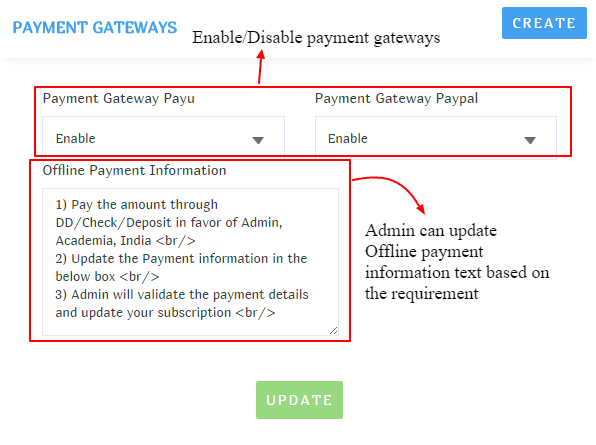 PAYMENT GATEWAYS
Enable/Disable payment gateways
CREATE
Payment Gateway Payu
Payment Gateway Paypal
Enable
Enable
Offline Payment Information
1) Pay the amount through
DD/Check/Deposit in favor of Admin,
Academia, India <br/>
2) Update the Payment information in the
below box <br/>
3) Admin will validate the payment details
and update your subscription <br/>
Admin can update
Offline payment
information text based on
the requirement
UPDATE